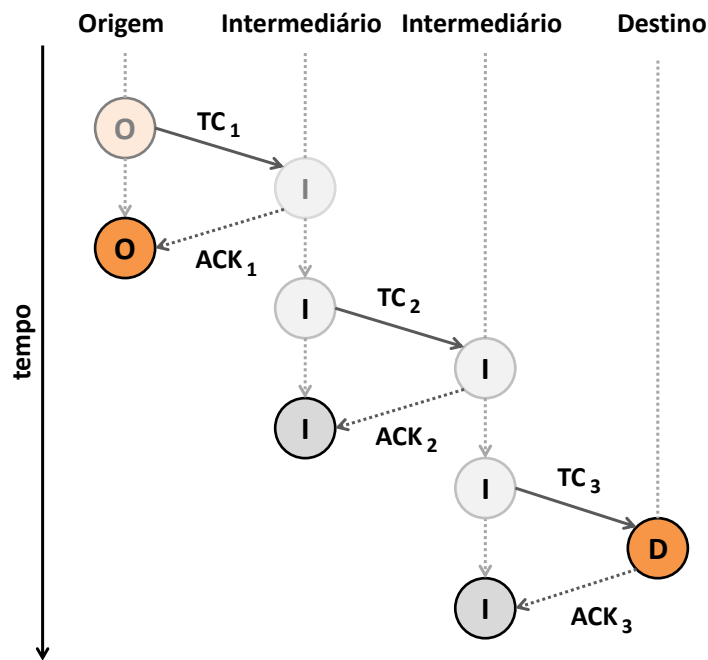 Origem Intermediário Intermediário Destino
O
TC 1
I
O
ACK 1
I
TC 2
I
tempo
I
ACK 2
I
TC 3
D
I
ACK 3